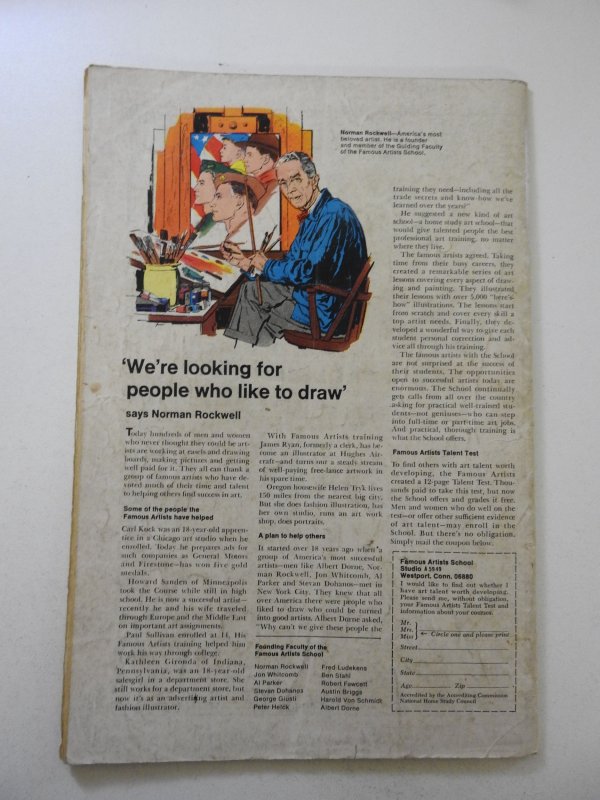 Norman Rockwell—America's most
beloved artist. He is a founder
and member of the Guiding Faculty
of the Famous Artists School.
'We're looking for
people who like to draw'
says Norman Rockwell
Today hundreds of men and women
who never thought they could be art-
ists are working at easels and drawing
boards, making pictures and getting
well paid for it. They all can thank a
group of famous artists who have de-
voted much of their time and talent
to helping others find success in art.
Some of the people the
Famous Artists have helped
Carl Kock was an 18-year-old appren-
tice in a Chicago art studio when he
enrolled. Today he prepares ads for
such companies as General Motors
and Firestone—has won five gold
medals.
Howard Sanden of Minneapolis
took the Course while still in high
school. He is now a successful artist—
recently he and his wife traveled
through Europe and the Middle East
on important art assignments.
Paul Sullivan enrolled at 14. His
Famous Artists training helped him
work his way through college.
Kathleen Gironda of Indiana,
Pennsylvania, was an 18-year-old
salesgirl in a department store. She
still works for a department store, but
now it's as an advertising artist and
fashion illustrator.
With Famous Artists training
James Ryan, formerly a clerk, has be-
come an illustrator at Hughes Air-
craft—and turns out a steady stream
of well-paying free-lance artwork in
his spare time.
Oregon housewife Helen Tryk lives
150 miles from the nearest big city.
But she does fashion illustration, has
her own studio, runs an art work
shop, does portraits.
A plan to help others
It started over 18 years ago when a
group of America's most successful
artists—men like Albert Dorne, Nor-
man Rockwell, Jon Whitcomb, Al
Parker and Stevan Dohanos—met in
New York City. They knew that all
over America there were people who
liked to draw who could be turned
into good artists. Albert Dorne asked,
"Why can't we give these people the
Founding Faculty of the
Famous Artists School
Norman Rockwell
Jon Whitcomb
Al Parker
Stevan Dohanos
George Giusti
Peter Helck
Fred Ludekens
Ben Stahl
Robert Fawcett
Austin Briggs
Harold Von Schmidt
Albert Dorne
training they need—including all the
trade secrets and know-how we've
learned over the years?"
He suggested a new kind of art
school—a home study art school—that
would give talented people the best
professional art training, no matter
where they live.
The famous artists agreed. Taking
time from their busy careers, they
created a remarkable series of art
lessons covering every aspect of draw-
ing and painting. They illustrated
their lessons with over 5,000 "here's
how" illustrations. The lessons start
from scratch and cover every skill a
top artist needs. Finally, they de-
veloped a wonderful way to give each
student personal correction and ad-
vice all through his training.
The famous artists with the School
are not surprised at the success of
their students. The opportunities
open to successful artists today are
enormous. The School continually
gets calls from all over the country
asking for practical well-trained stu-
dents—not geniuses—who can step
into full-time or part-time art jobs.
And practical, thorough training is
what the School offers.
Famous Artists Talent Test
To find others with art talent worth
developing, the Famous Artists
created a 12-page Talent Test. Thou-
sands paid to take this test, but now
the School offers and grades it free.
Men and women who do well on the
test—or offer other sufficient evidence
of art talent—may enroll in the
School. But there's no obligation.
Simply mail the coupon below.
Famous Artists School
Studio A 59-49
Westport, Conn. 06880
I would like to find out whether I
have art talent worth developing.
Please send me, without obligation,
your Famous Artists Talent Test and
information about your courses.
Mr.
Mrs.
Miss
Circle one and please print
Street
City
State
Age Zip
Accredited by the Accrediting Commission
National Home Study Council